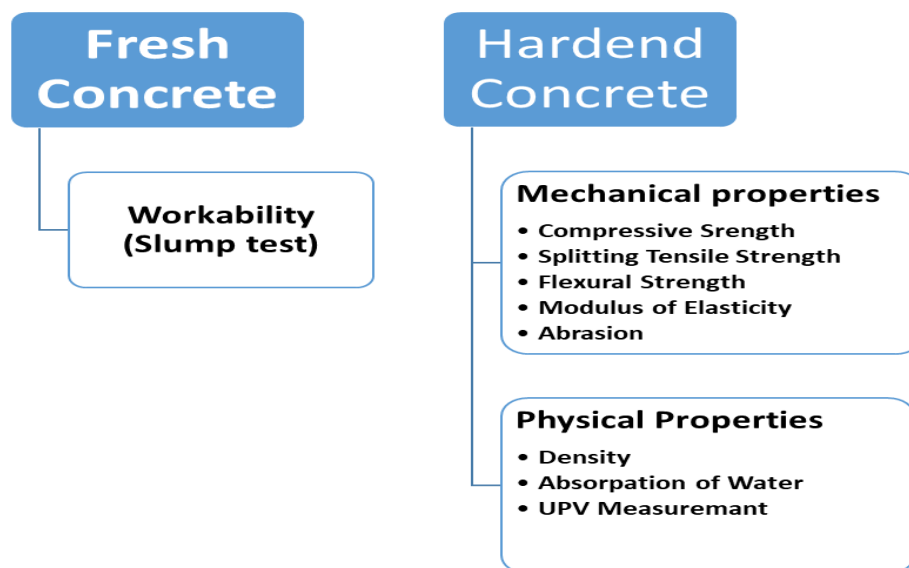 Fresh
Concrete
Workability
(Slump test)
Hardend
Concrete
Mechanical properties
• Compressive Srength
• Splitting Tensile Strength
• Flexural Strength
• Modulus of Elasticity
• Abrasion
Physical Properties
• Density
• Absorpation of Water
• UPV Measuremant